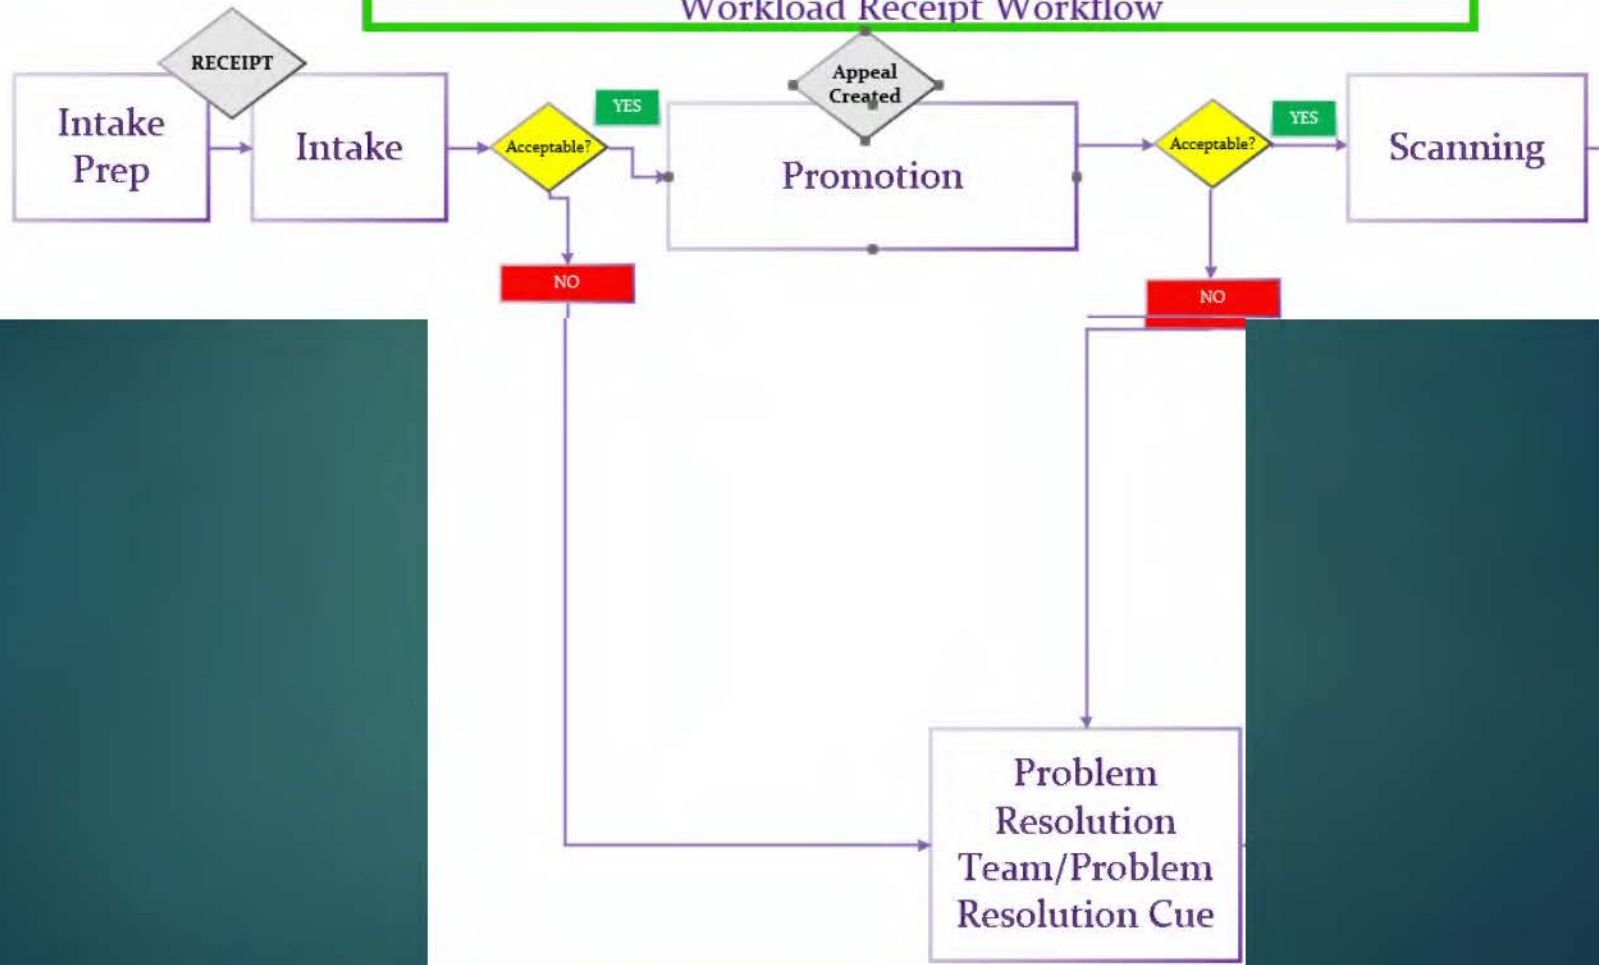 Workload Receipt Workflow
RECEIPT
Intake
Prep
Intake
Acceptable?
YES
NO
Appeal
Created
Promotion
Acceptable?
YES
NO
Scanning
Problem
Resolution
Team/Problem
Resolution Cue